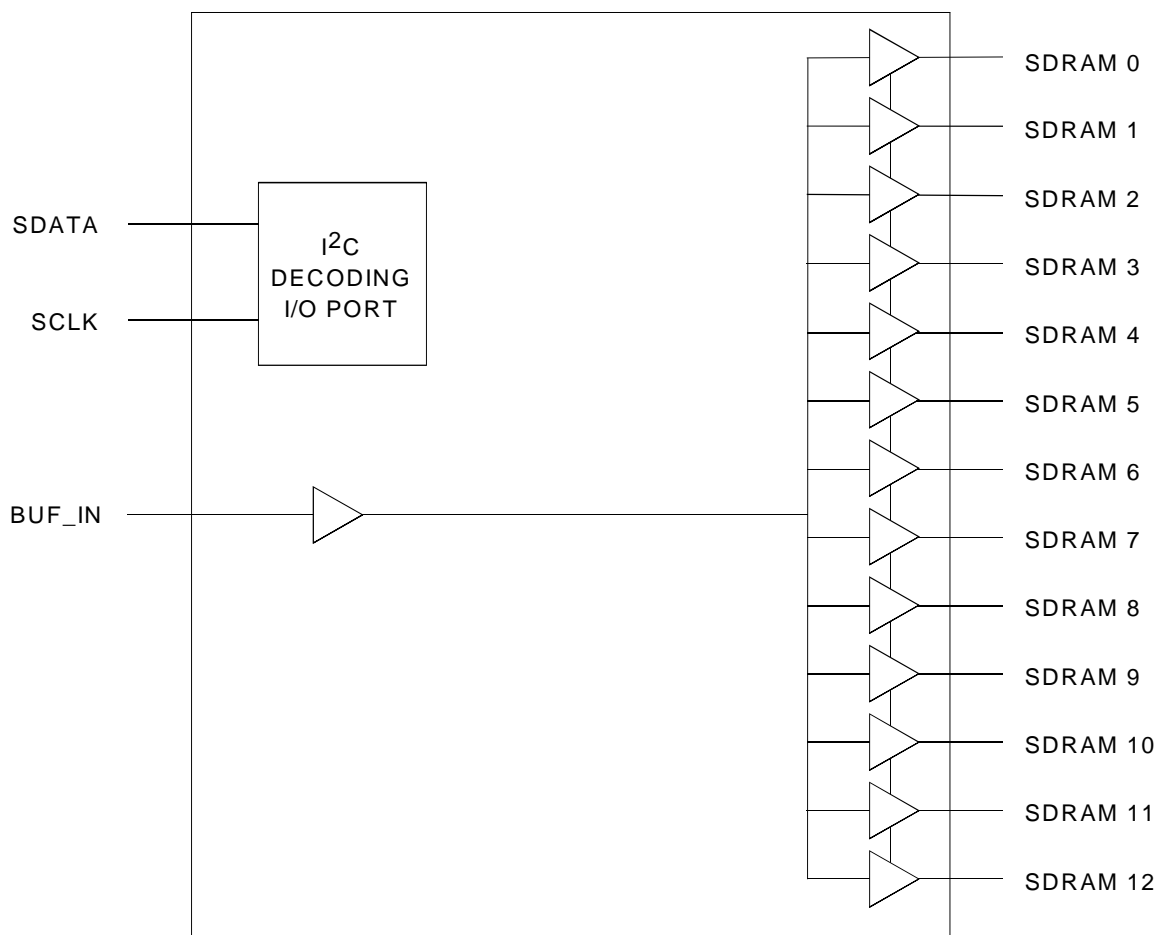 SDRAM 0
SDRAM 1
SDRAM 2
SDRAM 3
SDRAM 4
SDRAM 5
SDRAM 6
SDRAM 7
SDRAM 8
SDRAM 9
SDRAM 10
SDRAM 11
SDRAM 12
SDATA
SCLK
I²C
DECODING
I/O PORT
BUF_IN